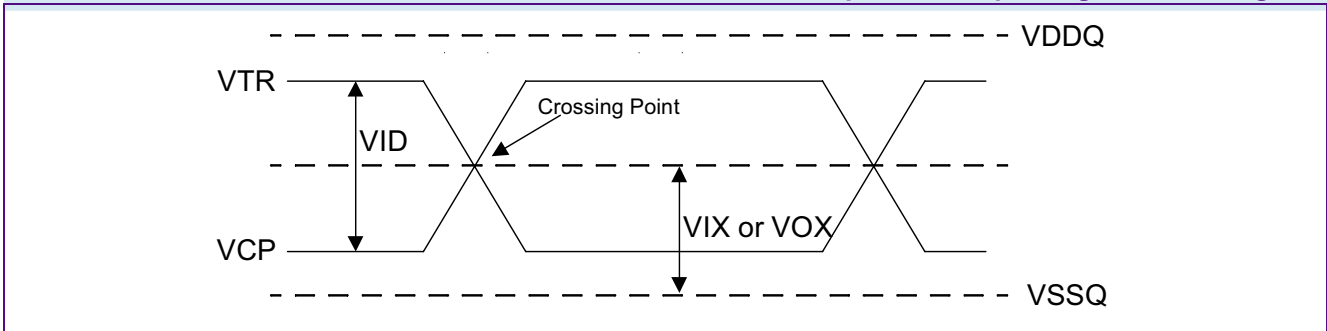 VDDQ
VTR
Crossing Point
VID
VIX or VOX
VCP
VSSQ